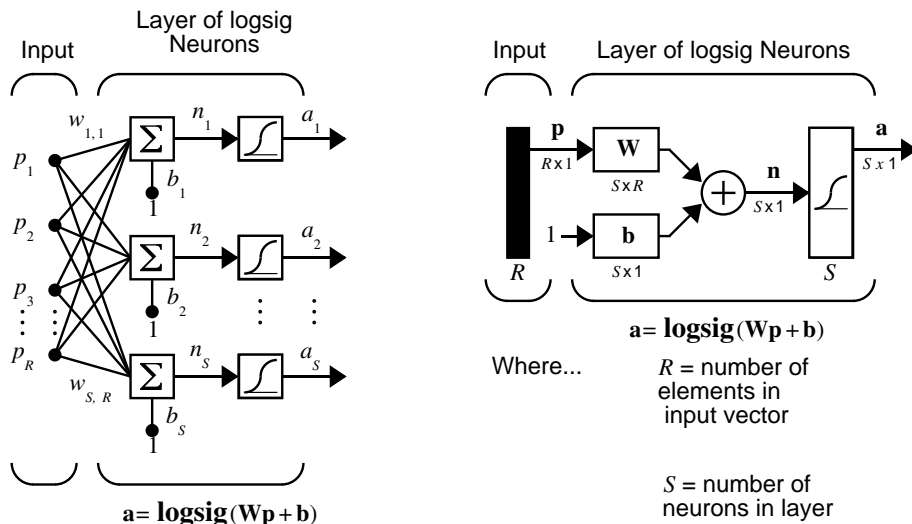 Layer of logsig
Neurons
Input
w1,1
n1
a1
Σ
p1
b1
1
p2
n2
a2
Σ
p3
b2
1
pR
nS
aS
Σ
wS, R
bS
1
a= logsig(Wp+b)
Input
Layer of logsig Neurons
p
W
a
Rx1
SxR
Sx1
n
Sx1
1
b
R
Sx1
S
a= logsig(Wp+b)
Where...
R = number of
elements in
input vector
S = number of
neurons in layer